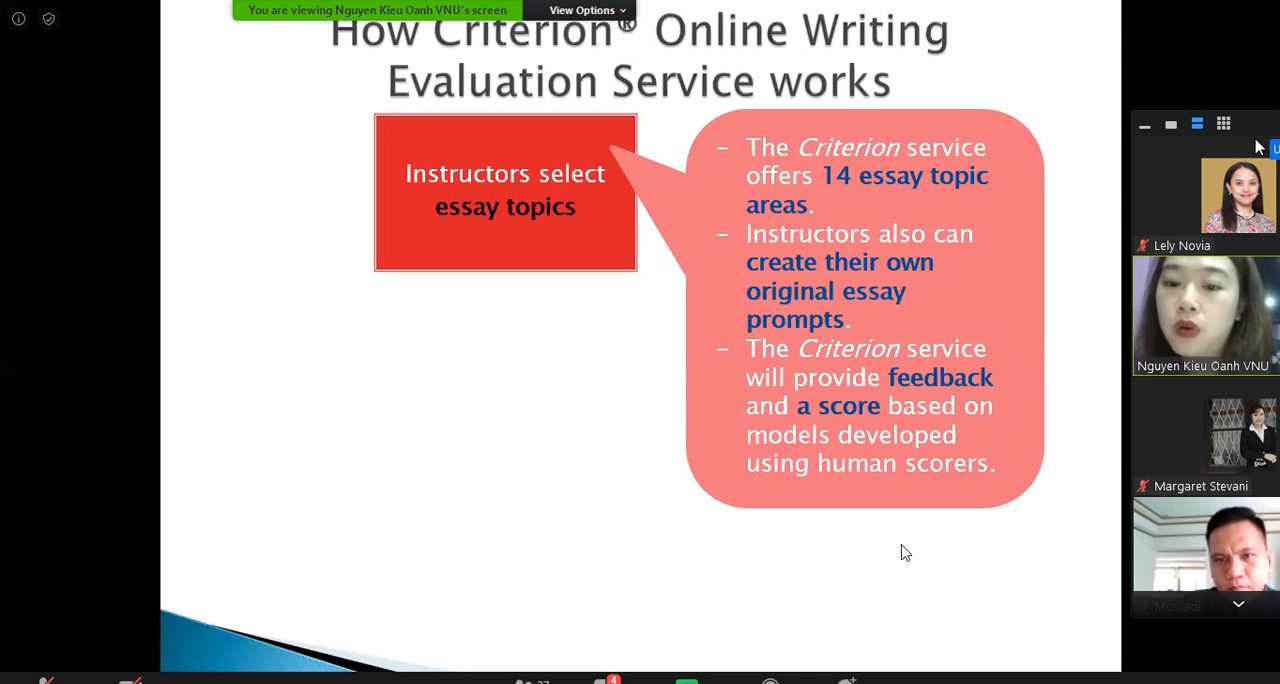 You are viewing Nguyen Kieu Oanh VNU's screen
View Options
How Criterion® Online Writing
Evaluation Service works
Instructors select
essay topics
– The Criterion service
offers 14 essay topic
areas.
– Instructors also can
create their own
original essay
prompts.
– The Criterion service
will provide feedback
and a score based on
models developed
using human scorers.
Lely Novia
Nguyen Kieu Oanh VNU
Margaret Stevani
Musliadi
4